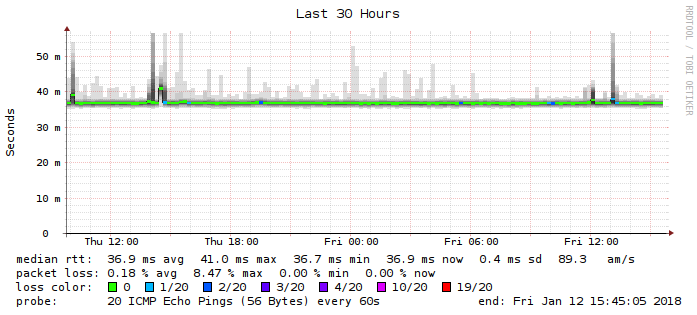 Last 30 Hours
RRDTOOL / TOBI OETIKER
Seconds
50 m
40 m
30 m
20 m
10 m
0
Thu 12:00 Thu 18:00 Fri 00:00 Fri 06:00 Fri 12:00
median rtt: 36.9 ms avg 41.0 ms max 36.7 ms min 36.9 ms now 0.4 ms sd 89.3 am/s
packet loss: 0.18 % avg 8.47 % max 0.00 % min 0.00 % now
loss color: 0 1/20 2/20 3/20 4/20 10/20 19/20
probe: 20 ICMP Echo Pings (56 Bytes) every 60s end: Fri Jan 12 15:45:05 2018